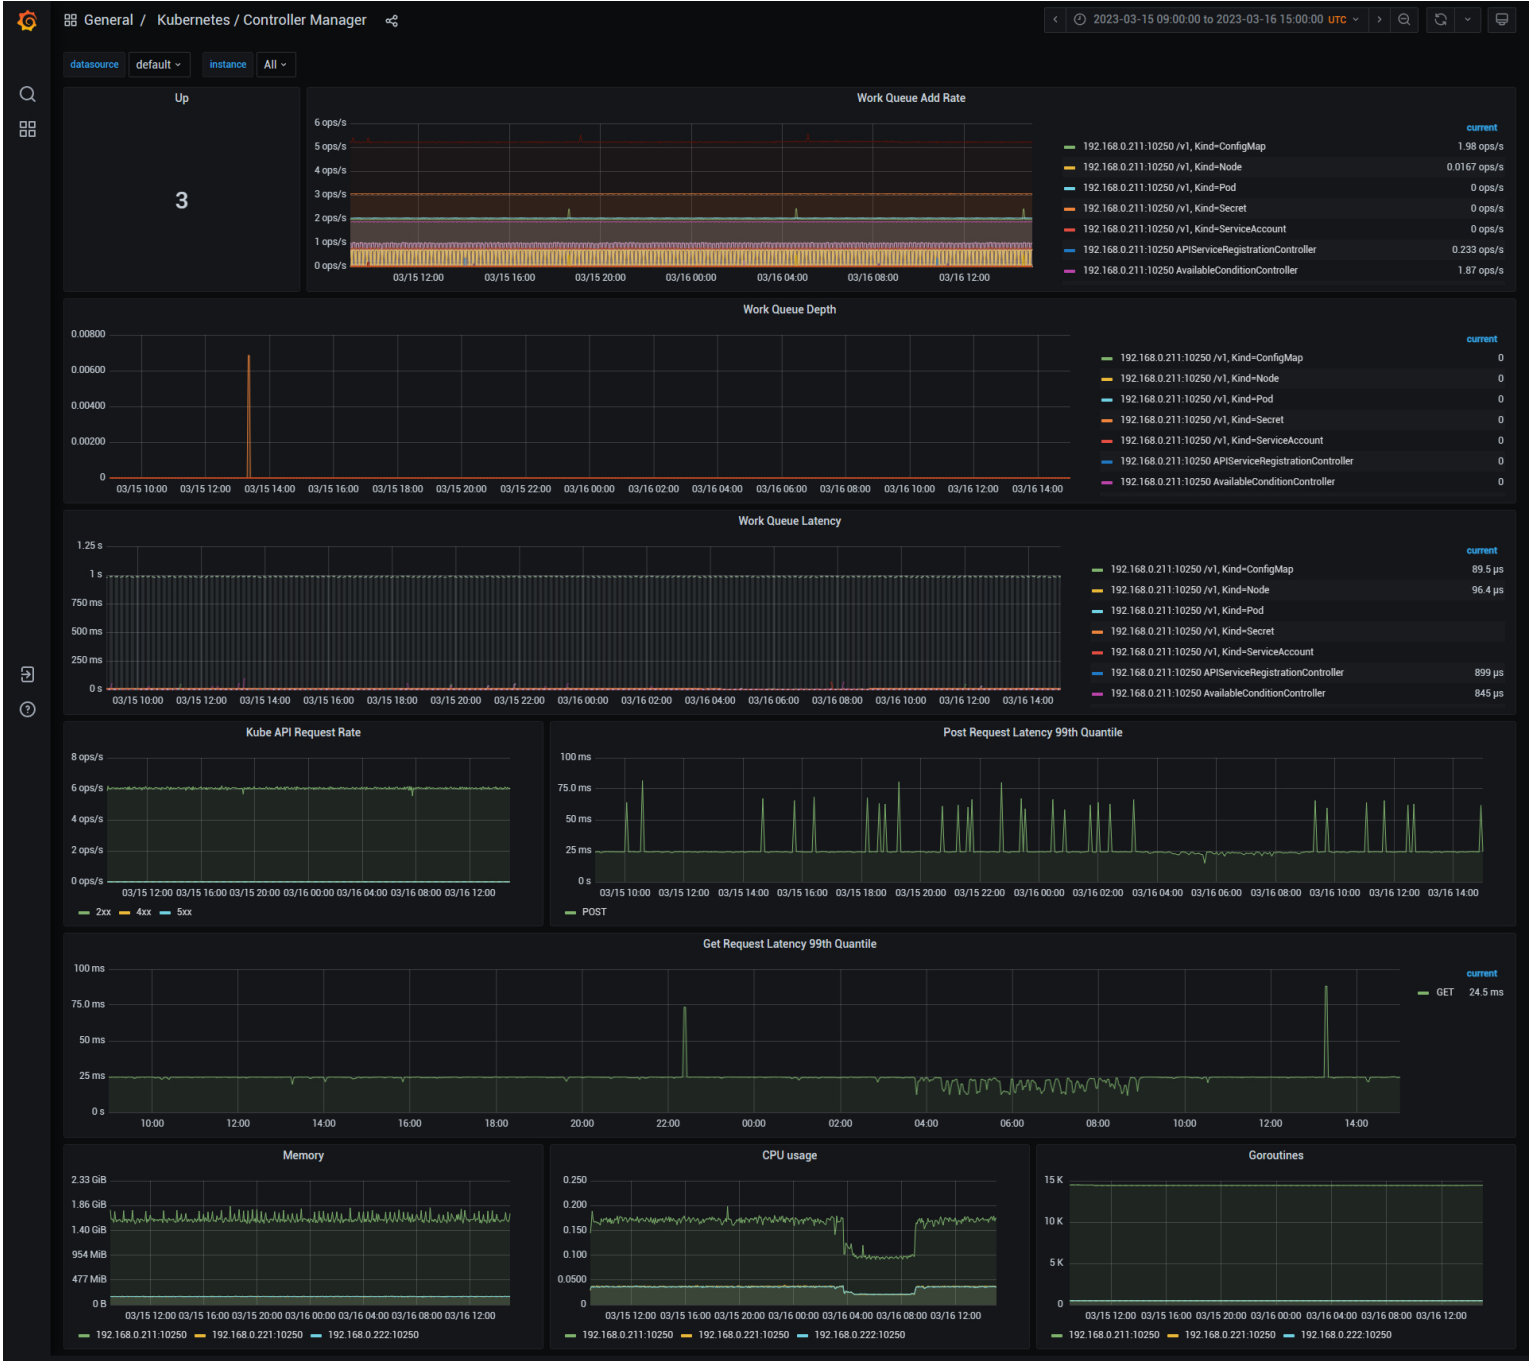 General / Kubernetes / Controller Manager
2023-03-15 09:00:00 to 2023-03-16 15:00:00 UTC
datasource default instance All
Up
3
Work Queue Add Rate
6 ops/s
5 ops/s
4 ops/s
3 ops/s
2 ops/s
1 ops/s
0 ops/s
03/15 12:00 03/15 16:00 03/15 20:00 03/16 00:00 03/16 04:00 03/16 08:00 03/16 12:00
current
192.168.0.211:10250 /v1, Kind=ConfigMap 1.98 ops/s
192.168.0.211:10250 /v1, Kind=Node 0.0167 ops/s
192.168.0.211:10250 /v1, Kind=Pod 0 ops/s
192.168.0.211:10250 /v1, Kind=Secret 0 ops/s
192.168.0.211:10250 /v1, Kind=ServiceAccount 0 ops/s
192.168.0.211:10250 APIServiceRegistrationController 0.233 ops/s
192.168.0.211:10250 AvailableConditionController 1.87 ops/s
Work Queue Depth
0.00800
0.00600
0.00400
0.00200
0
03/15 10:00 03/15 12:00 03/15 14:00 03/15 16:00 03/15 18:00 03/15 20:00 03/15 22:00 03/16 00:00 03/16 02:00 03/16 04:00 03/16 06:00 03/16 08:00 03/16 10:00 03/16 12:00 03/16 14:00
current
192.168.0.211:10250 /v1, Kind=ConfigMap 0
192.168.0.211:10250 /v1, Kind=Node 0
192.168.0.211:10250 /v1, Kind=Pod 0
192.168.0.211:10250 /v1, Kind=Secret 0
192.168.0.211:10250 /v1, Kind=ServiceAccount 0
192.168.0.211:10250 APIServiceRegistrationController 0
192.168.0.211:10250 AvailableConditionController 0
Work Queue Latency
1.25 s
1 s
750 ms
500 ms
250 ms
0 s
03/15 10:00 03/15 12:00 03/15 14:00 03/15 16:00 03/15 18:00 03/15 20:00 03/15 22:00 03/16 00:00 03/16 02:00 03/16 04:00 03/16 06:00 03/16 08:00 03/16 10:00 03/16 12:00 03/16 14:00
current
192.168.0.211:10250 /v1, Kind=ConfigMap 89.5 µs
192.168.0.211:10250 /v1, Kind=Node 96.4 µs
192.168.0.211:10250 /v1, Kind=Pod
192.168.0.211:10250 /v1, Kind=Secret
192.168.0.211:10250 /v1, Kind=ServiceAccount
192.168.0.211:10250 APIServiceRegistrationController 899 µs
192.168.0.211:10250 AvailableConditionController 845 µs
Kube API Request Rate
8 ops/s
6 ops/s
4 ops/s
2 ops/s
0 ops/s
03/15 12:00 03/15 16:00 03/15 20:00 03/16 00:00 03/16 04:00 03/16 08:00 03/16 12:00
2xx 4xx 5xx
Post Request Latency 99th Quantile
100 ms
75.0 ms
50 ms
25 ms
0 s
03/15 10:00 03/15 12:00 03/15 14:00 03/15 16:00 03/15 18:00 03/15 20:00 03/15 22:00 03/16 00:00 03/16 02:00 03/16 04:00 03/16 06:00 03/16 08:00 03/16 10:00 03/16 12:00 03/16 14:00
POST
Get Request Latency 99th Quantile
100 ms
75.0 ms
50 ms
25 ms
0 s
10:00 12:00 14:00 16:00 18:00 20:00 22:00 00:00 02:00 04:00 06:00 08:00 10:00 12:00 14:00
current
GET 24.5 ms
Memory
2.33 GiB
1.86 GiB
1.40 GiB
954 MiB
477 MiB
0 B
03/15 12:00 03/15 16:00 03/15 20:00 03/16 00:00 03/16 04:00 03/16 08:00 03/16 12:00
192.168.0.211:10250 192.168.0.221:10250 192.168.0.222:10250
CPU usage
0.250
0.200
0.150
0.100
0.0500
0
03/15 12:00 03/15 16:00 03/15 20:00 03/16 00:00 03/16 04:00 03/16 08:00 03/16 12:00
192.168.0.211:10250 192.168.0.221:10250 192.168.0.222:10250
Goroutines
15 K
10 K
5 K
0
03/15 12:00 03/15 16:00 03/15 20:00 03/16 00:00 03/16 04:00 03/16 08:00 03/16 12:00
192.168.0.211:10250 192.168.0.221:10250 192.168.0.222:10250